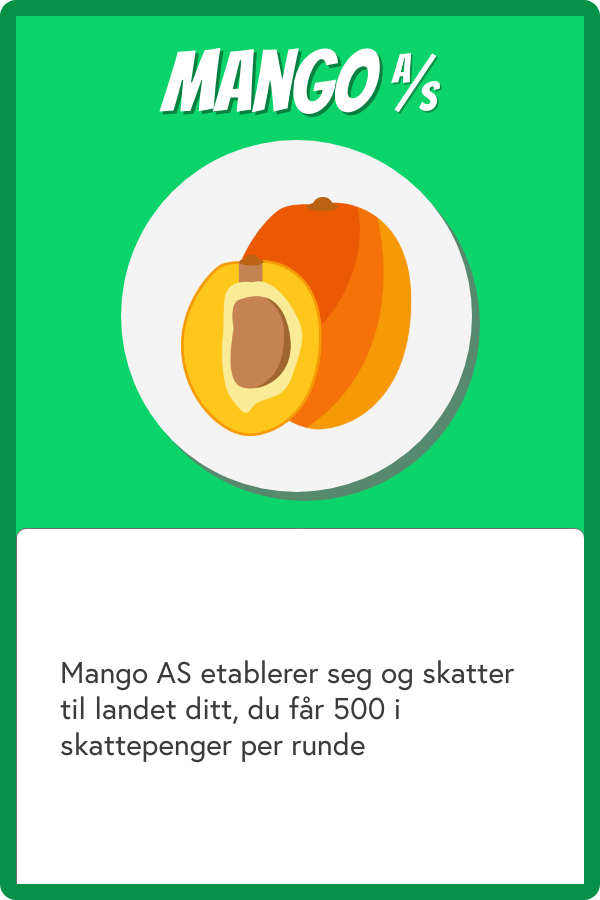 MANGO A/S
Mango AS etablerer seg og skatter
til landet ditt, du får 500 i
skattepenger per runde